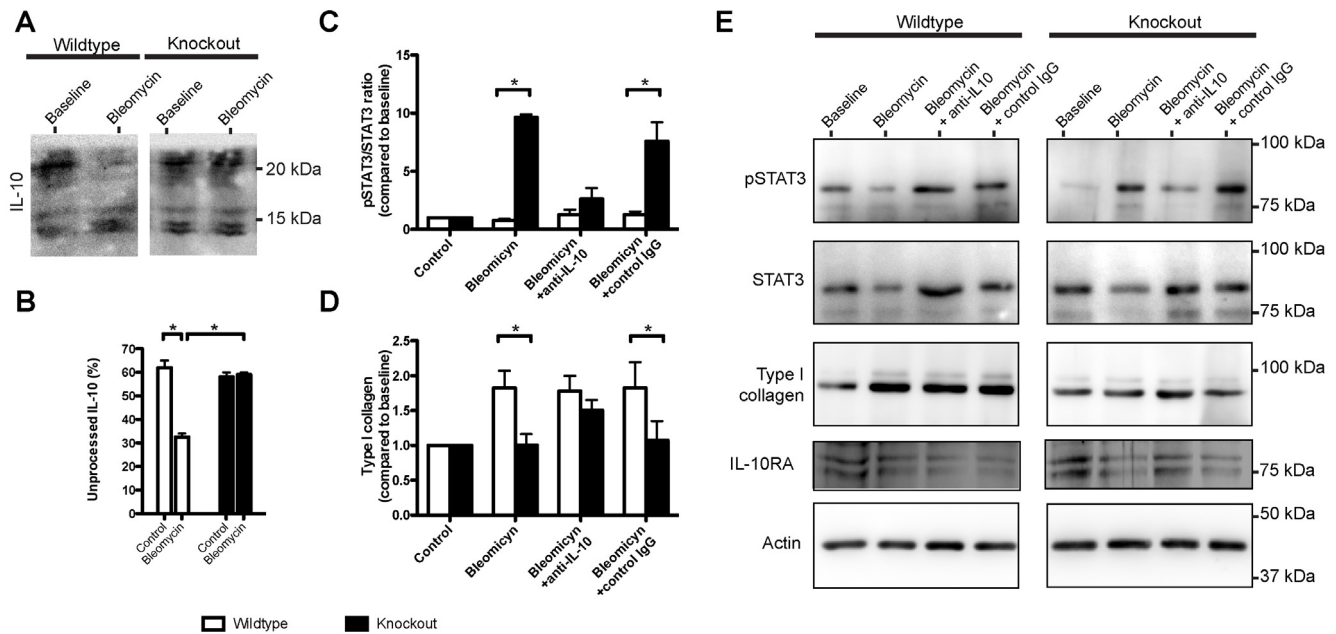 A
Wildtype
Knockout
Baseline
Bleomycin
Baseline
Bleomycin
IL-10
20 kDa
15 kDa
B
Unprocessed IL-10 (%)
70
60
50
40
30
20
10
0
*
*
Control
Bleomycin
Control
Bleomycin
C
pSTAT3/STAT3 ratio
(compared to baseline)
15
10
5
0
*
*
Control
Bleomicyn
Bleomicyn
+anti-IL-10
Bleomicyn
+control IgG
D
Type I collagen
(compared to baseline)
2.5
2.0
1.5
1.0
0.5
0.0
*
*
Control
Bleomicyn
Bleomicyn
+anti-IL-10
Bleomicyn
+control IgG
Wildtype
Knockout
E
Wildtype
Knockout
Baseline
Bleomycin
Bleomycin
+ anti-IL10
Bleomycin
+ control IgG
Baseline
Bleomycin
Bleomycin
+ anti-IL10
Bleomycin
+ control IgG
pSTAT3
100 kDa
75 kDa
STAT3
100 kDa
75 kDa
Type I
collagen
100 kDa
IL-10RA
75 kDa
Actin
50 kDa
37 kDa